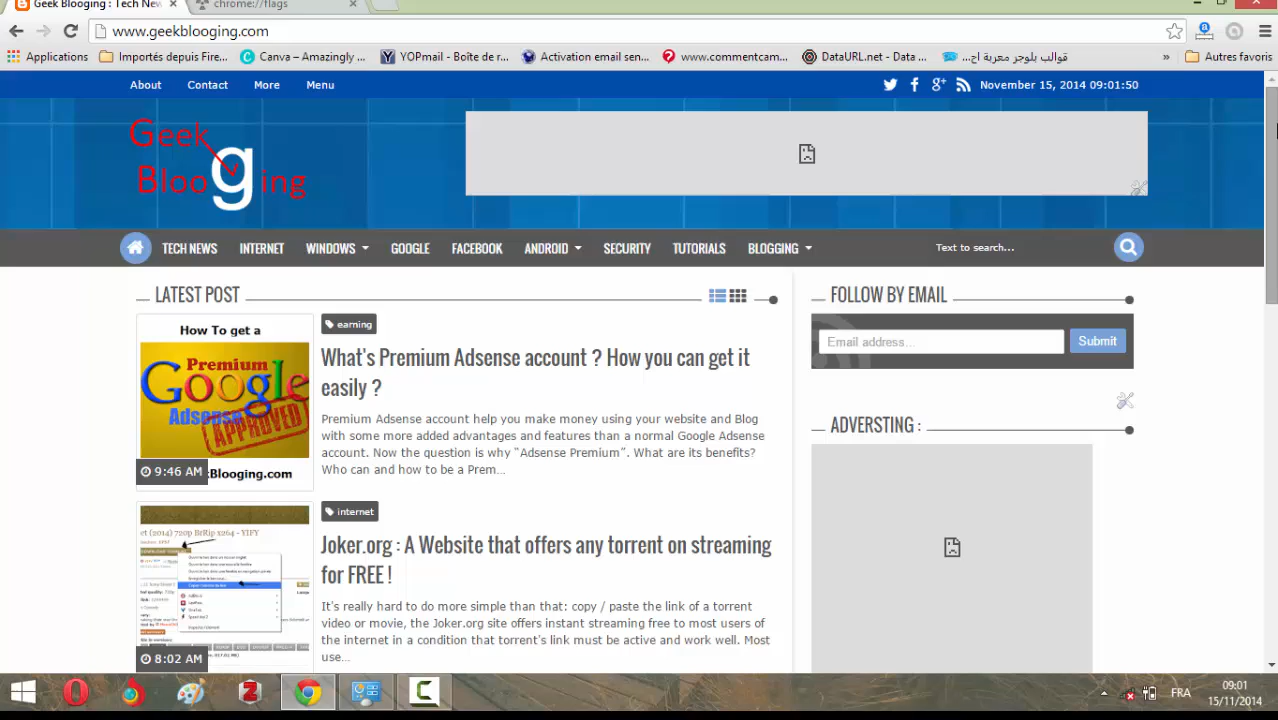 Geek Blooging : Tech New
chrome://flags
www.geekblooging.com
Applications
Importés depuis Fire...
Canva – Amazingly ...
YOPmail - Boîte de r...
Activation email sen...
www.commentcam...
DataURL.net - Data ...
قوالب بلوجر معربة اح...
»
Autres favoris
About
Contact
More
Menu
November 15, 2014 09:01:50
Geek
Blooging
TECH NEWS
INTERNET
WINDOWS
GOOGLE
FACEBOOK
ANDROID
SECURITY
TUTORIALS
BLOGGING
Text to search...
LATEST POST
How To get a
Premium
Google
Adsense
APPROVED
kBlooging.com
9:46 AM
earning
What's Premium Adsense account ? How you can get it
easily ?
Premium Adsense account help you make money using your website and Blog
with some more added advantages and features than a normal Google Adsense
account. Now the question is why "Adsense Premium". What are its benefits?
Who can and how to be a Prem...
et (2014) 720p BrRip x264 - YIFY
8:02 AM
internet
Joker.org : A Website that offers any torrent on streaming
for FREE !
It's really hard to do more simple than that: copy / paste the link of a torrent
video or movie, the joker.org site offers instant streaming free to most users of
the internet in a condition that torrent's link must be active and work well. Most
use...
FOLLOW BY EMAIL
Email address...
Submit
ADVERSTING :
FRA
09:01
15/11/2014